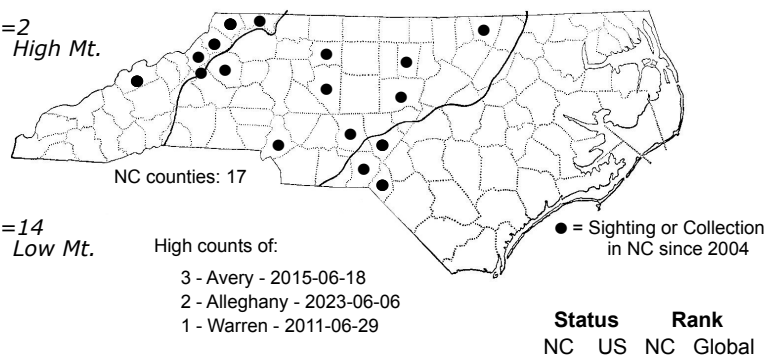 =2
High Mt.
NC counties: 17
=14
Low Mt.
High counts of:
3 - Avery - 2015-06-18
2 - Alleghany - 2023-06-06
1 - Warren - 2011-06-29
● = Sighting or Collection
in NC since 2004
Status Rank
NC US NC Global